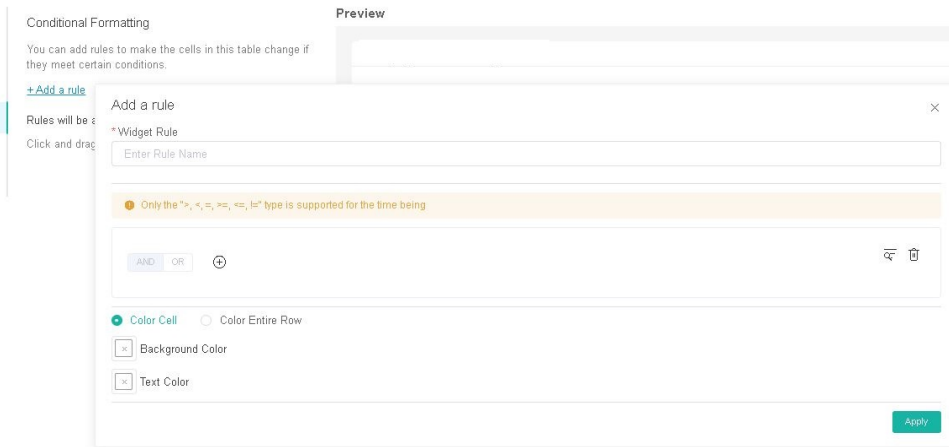 Preview
Conditional Formatting
You can add rules to make the cells in this table change if
they meet certain conditions.
+Add a rule
Rules will be
Click and drag
Add a rule
* Widget Rule
Enter Rule Name
Only the ">, <, =, >=, <=, !=" type is supported for the time being
AND OR
Color Cell Color Entire Row
Background Color
Text Color
Apply